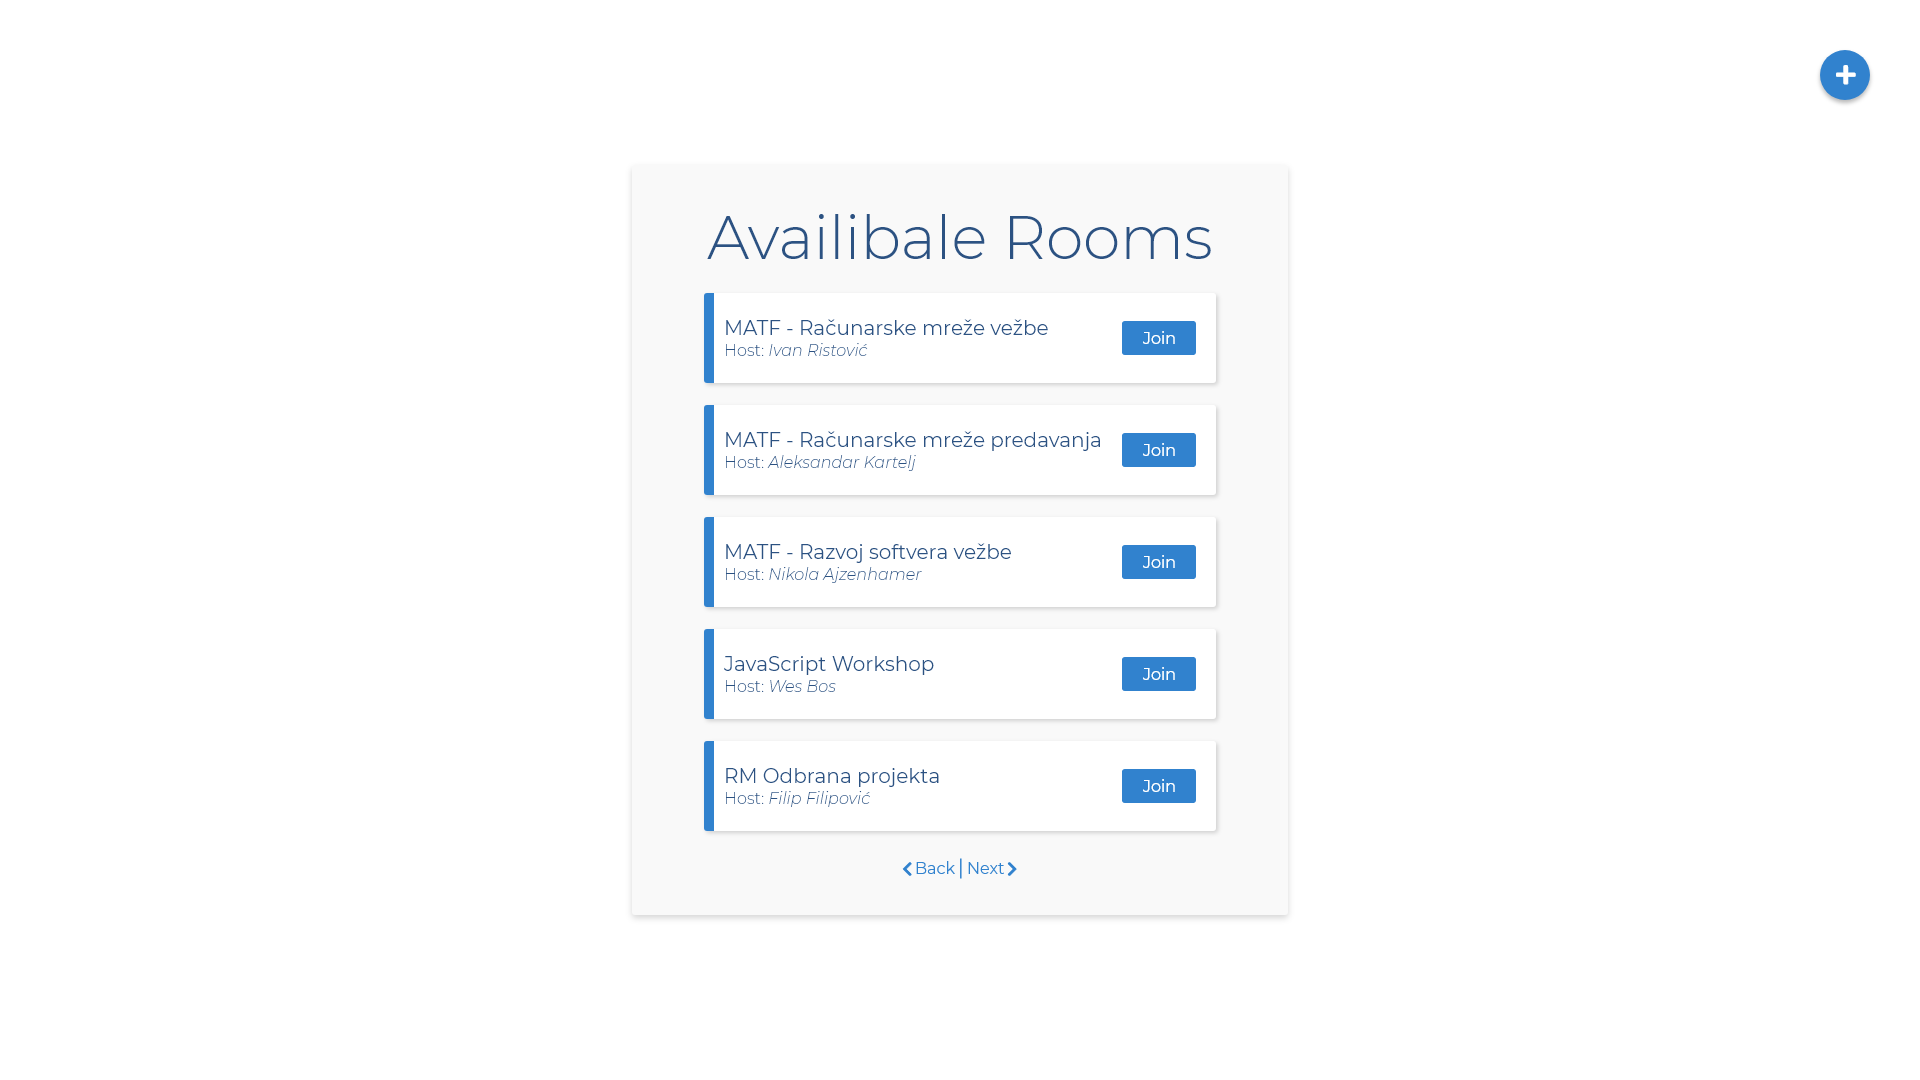 Availibale Rooms
MATF - Računarske mreže vežbe
Host: Ivan Ristović
Join
MATF - Računarske mreže predavanja
Host: Aleksandar Kartelj
Join
MATF - Razvoj softvera vežbe
Host: Nikola Ajzenhamer
Join
JavaScript Workshop
Host: Wes Bos
Join
RM Odbrana projekta
Host: Filip Filipović
Join
Back | Next